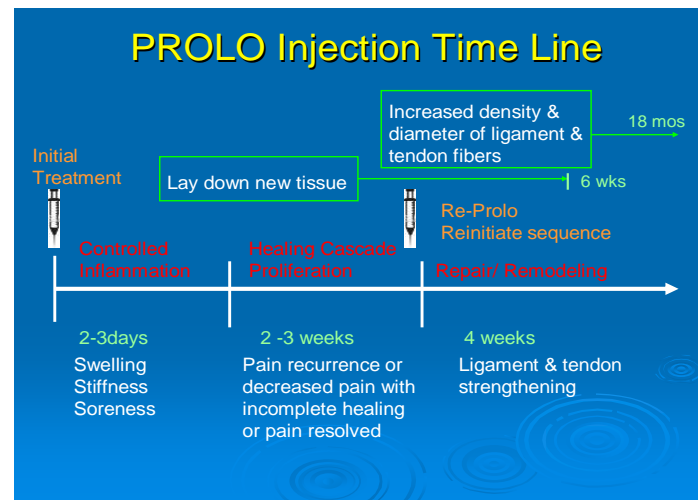 PROLO Injection Time Line
Increased density &
diameter of ligament &
tendon fibers
18 mos
Initial
Treatment
Lay down new tissue
6 wks
Re-Prolo
Reinitiate sequence
Controlled
Inflammation
Healing Cascade
Proliferation
Repair/ Remodeling
2-3days
Swelling
Stiffness
Soreness
2 -3 weeks
Pain recurrence or
decreased pain with
incomplete healing
or pain resolved
4 weeks
Ligament & tendon
strengthening